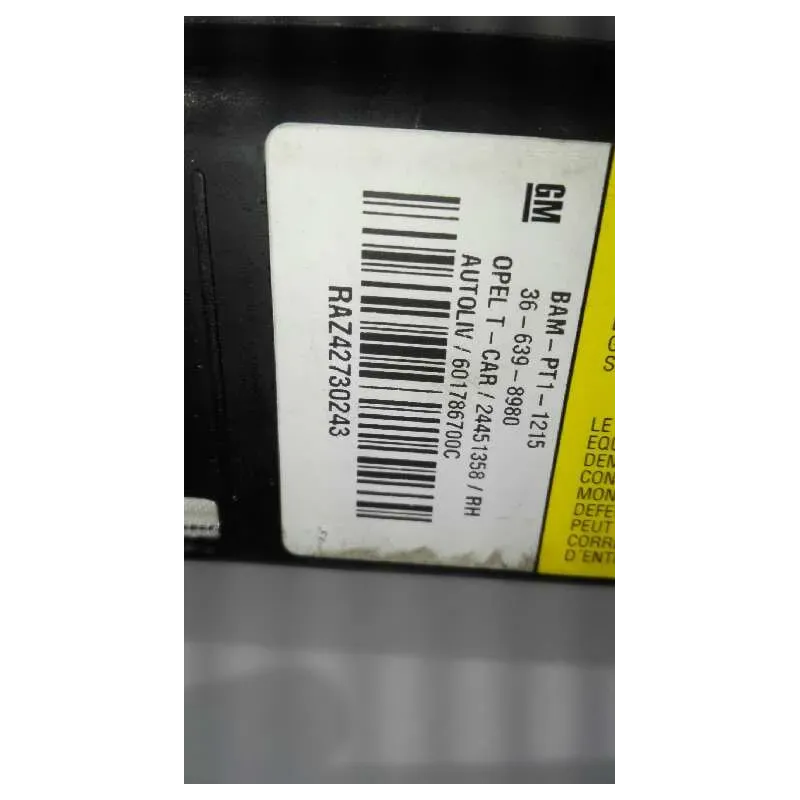 GM
BAM-PT1-1215
36-639-8980
OPEL T-CAR/24451358/RH
AUTOLIV/601786700C
RAZ42730243
LE
EQU
DEM
CON
MON
DEFE
PEUT
CORR
D'ENT